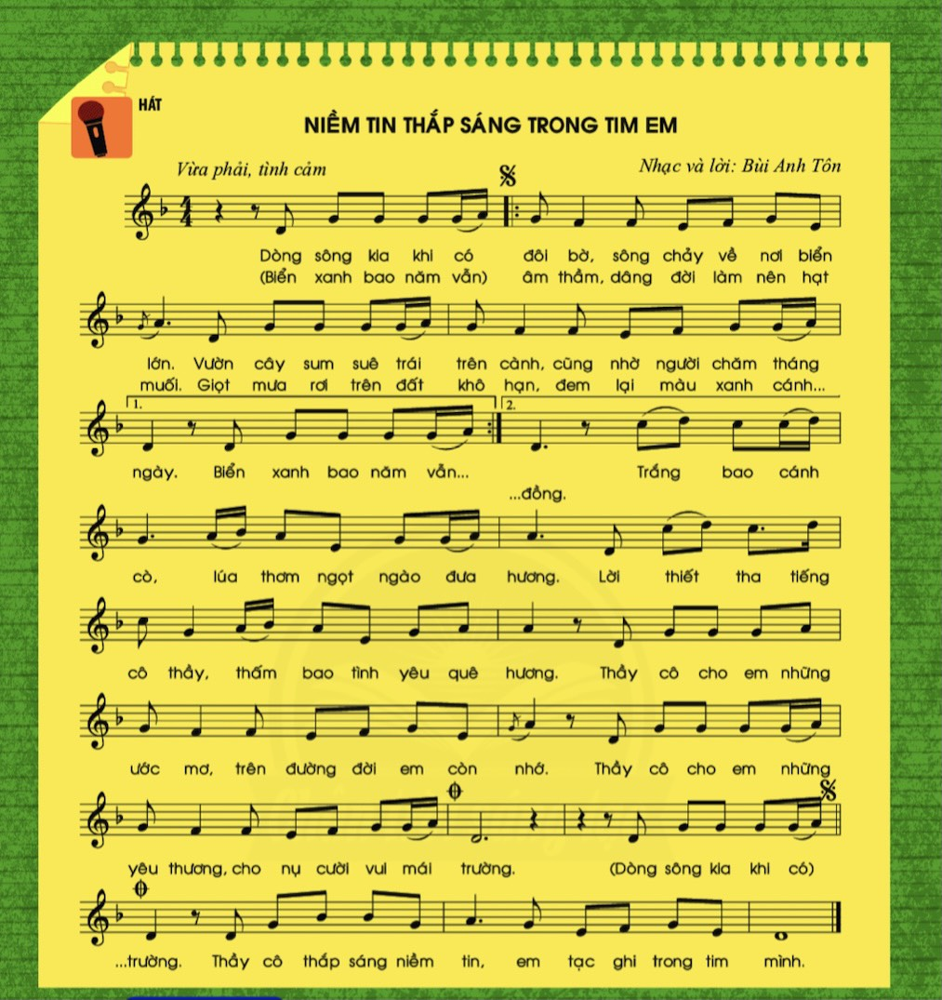 HÁT
NIỀM TIN THẮP SÁNG TRONG TIM EM
Vừa phải, tình cảm
Nhạc và lời: Bùi Anh Tôn
4
4
Dòng sông kia khi có đôi bờ, sông chảy về nơi biển
(Biển xanh bao năm vẫn) âm thầm, dâng đời làm nên hạt
lớn. Vườn cây sum suê trái trên cành, cũng nhờ người chăm tháng
muối. Giọt mưa rơi trên đất khô hạn, đem lại màu xanh cánh...
1. 2.
ngày. Biển xanh bao năm vẫn... Trắng bao cánh
...đồng.
cò, lúa thơm ngọt ngào đưa hương. Lời thiết tha tiếng
cô thầy, thấm bao tình yêu quê hương. Thầy cô cho em những
ước mơ, trên đường đời em còn nhớ. Thầy cô cho em những
yêu thương, cho nụ cười vui mái trường. (Dòng sông kia khi có)
...trường. Thầy cô thắp sáng niềm tin, em tạc ghi trong tim mình.